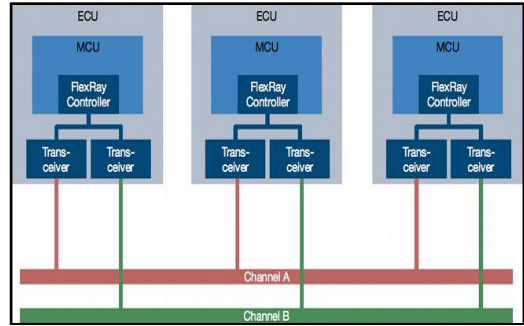 ECU
MCU
FlexRay
Controller
Trans-
ceiver
Trans-
ceiver
ECU
MCU
FlexRay
Controller
Trans-
ceiver
Trans-
ceiver
ECU
MCU
FlexRay
Controller
Trans-
ceiver
Trans-
ceiver
Channel A
Channel B